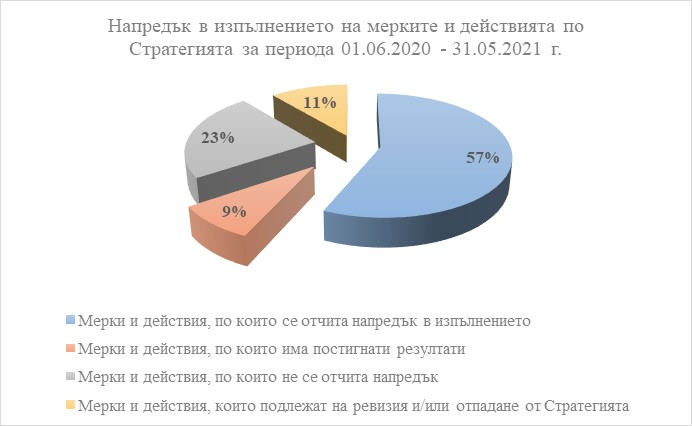 Напредък в изпълнението на мерките и действията по
Стратегията за периода 01.06.2020 - 31.05.2021 г.
11%
23%
57%
9%
Мерки и действия, по които се отчита напредък в изпълнението
Мерки и действия, по които има постигнати резултати
Мерки и действия, по които не се отчита напредък
Мерки и действия, които подлежат на ревизия и/или отпадане от Стратегията